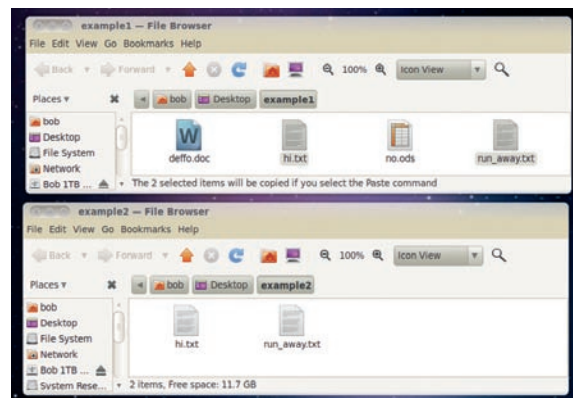 example1 — File Browser
File Edit View Go Bookmarks Help
Back Forward 100% Icon View
Places bob Desktop example1
bob
Desktop
File System
Network
Bob 1TB ...
deffo.doc hi.txt no.ods run_away.txt
The 2 selected items will be copied if you select the Paste command
example2 — File Browser
File Edit View Go Bookmarks Help
Back Forward 100% Icon View
Places bob Desktop example2
bob
Desktop
File System
Network
Bob 1TB ...
System Rese...
hi.txt run_away.txt
2 items, Free space: 11.7 GB